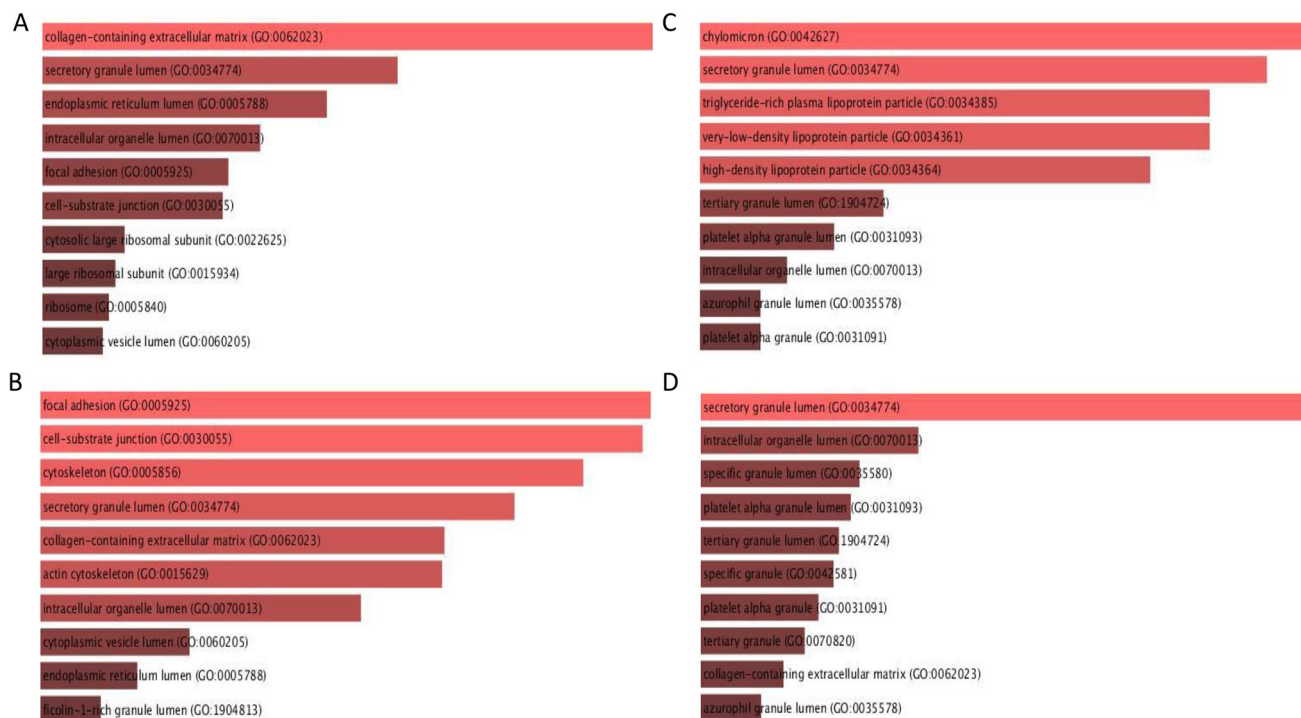 A
collagen-containing extracellular matrix (GO:0062023)
secretory granule lumen (GO:0034774)
endoplasmic reticulum lumen (GO:0005788)
intracellular organelle lumen (GO:0070013)
focal adhesion (GO:0005925)
cell-substrate junction (GO:0030055)
cytosolic large ribosomal subunit (GO:0022625)
large ribosomal subunit (GO:0015934)
ribosome (GO:0005840)
cytoplasmic vesicle lumen (GO:0060205)
B
focal adhesion (GO:0005925)
cell-substrate junction (GO:0030055)
cytoskeleton (GO:0005856)
secretory granule lumen (GO:0034774)
collagen-containing extracellular matrix (GO:0062023)
actin cytoskeleton (GO:0015629)
intracellular organelle lumen (GO:0070013)
cytoplasmic vesicle lumen (GO:0060205)
endoplasmic reticulum lumen (GO:0005788)
ficolin-1-rich granule lumen (GO:1904813)
C
chylomicron (GO:0042627)
secretory granule lumen (GO:0034774)
triglyceride-rich plasma lipoprotein particle (GO:0034385)
very-low-density lipoprotein particle (GO:0034361)
high-density lipoprotein particle (GO:0034364)
tertiary granule lumen (GO:1904724)
platelet alpha granule lumen (GO:0031093)
intracellular organelle lumen (GO:0070013)
azurophil granule lumen (GO:0035578)
platelet alpha granule (GO:0031091)
D
secretory granule lumen (GO:0034774)
intracellular organelle lumen (GO:0070013)
specific granule lumen (GO:0035580)
platelet alpha granule lumen (GO:0031093)
tertiary granule lumen (GO:1904724)
specific granule (GO:0042581)
platelet alpha granule (GO:0031091)
tertiary granule (GO:0070820)
collagen-containing extracellular matrix (GO:0062023)
azurophil granule lumen (GO:0035578)